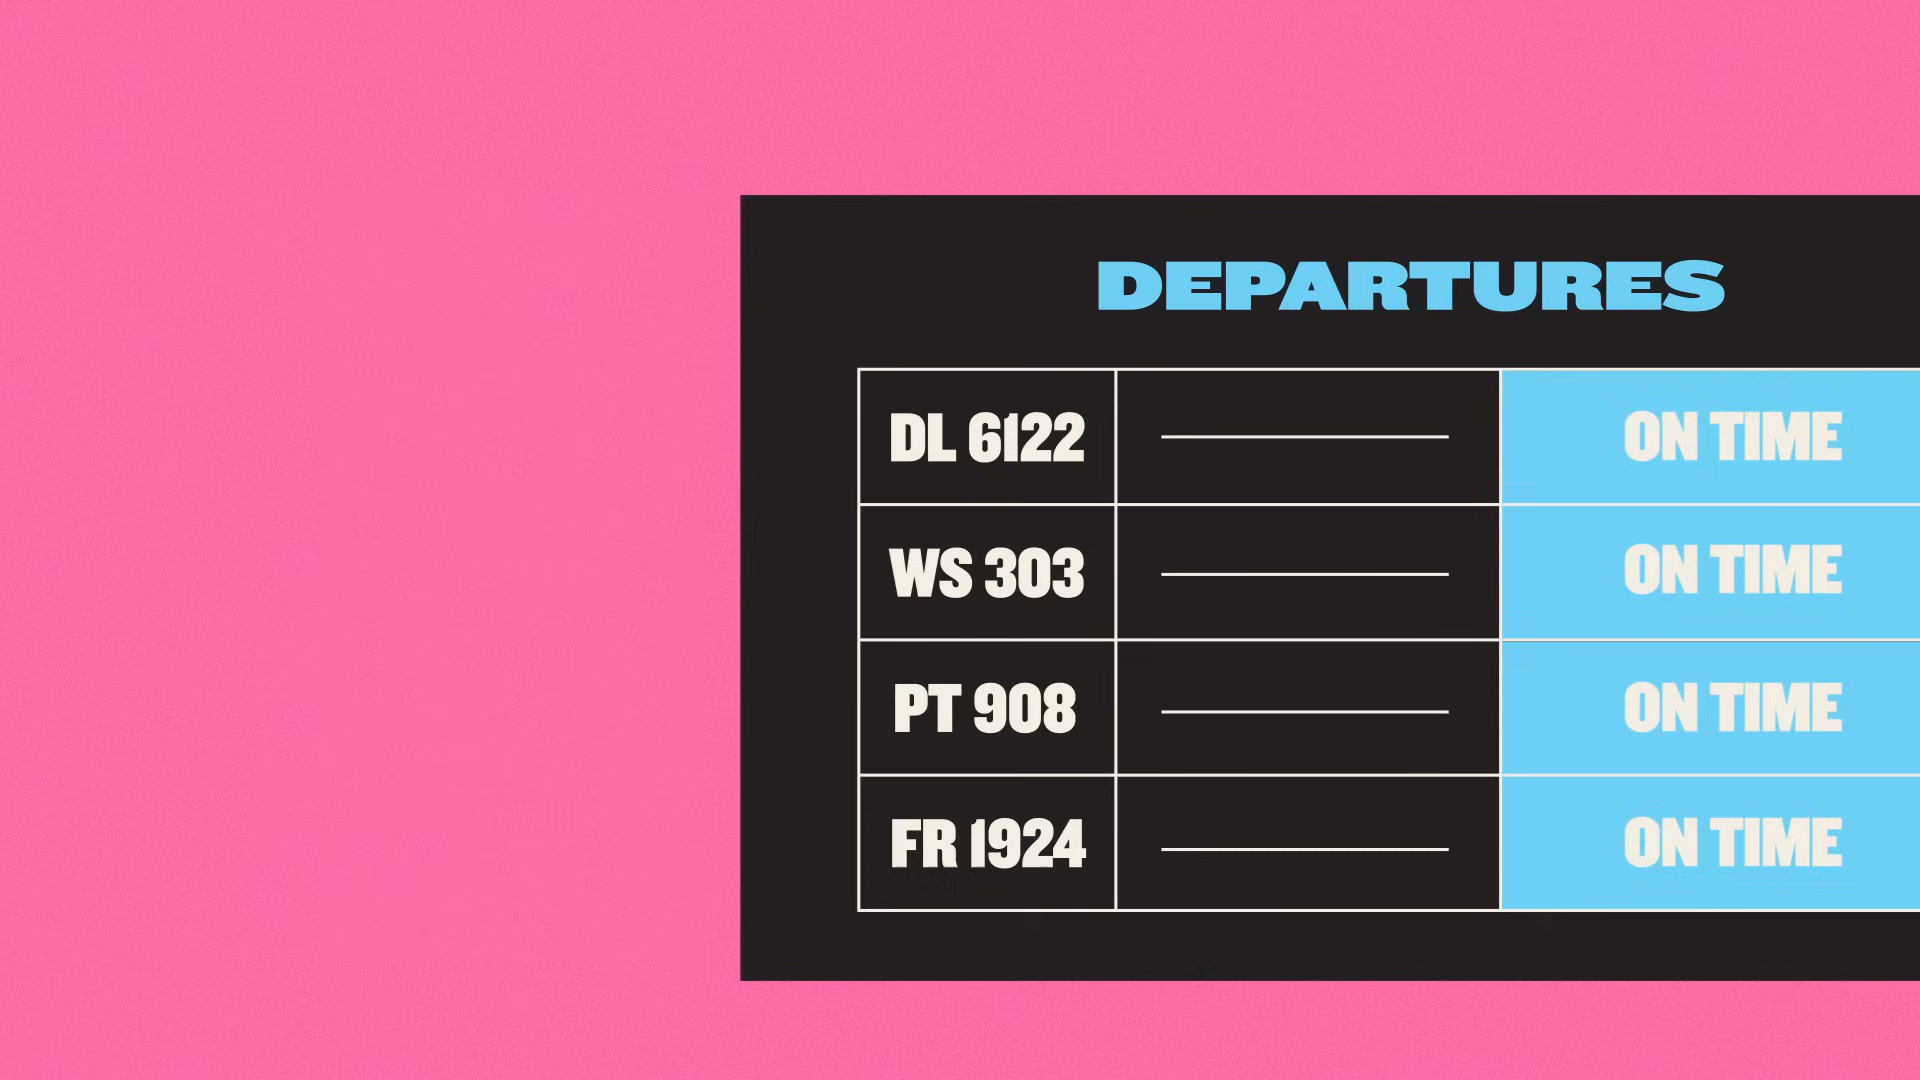 DEPARTURES
DL 6122 ON TIME
WS 303 ON TIME
PT 908 ON TIME
FR 1924 ON TIME